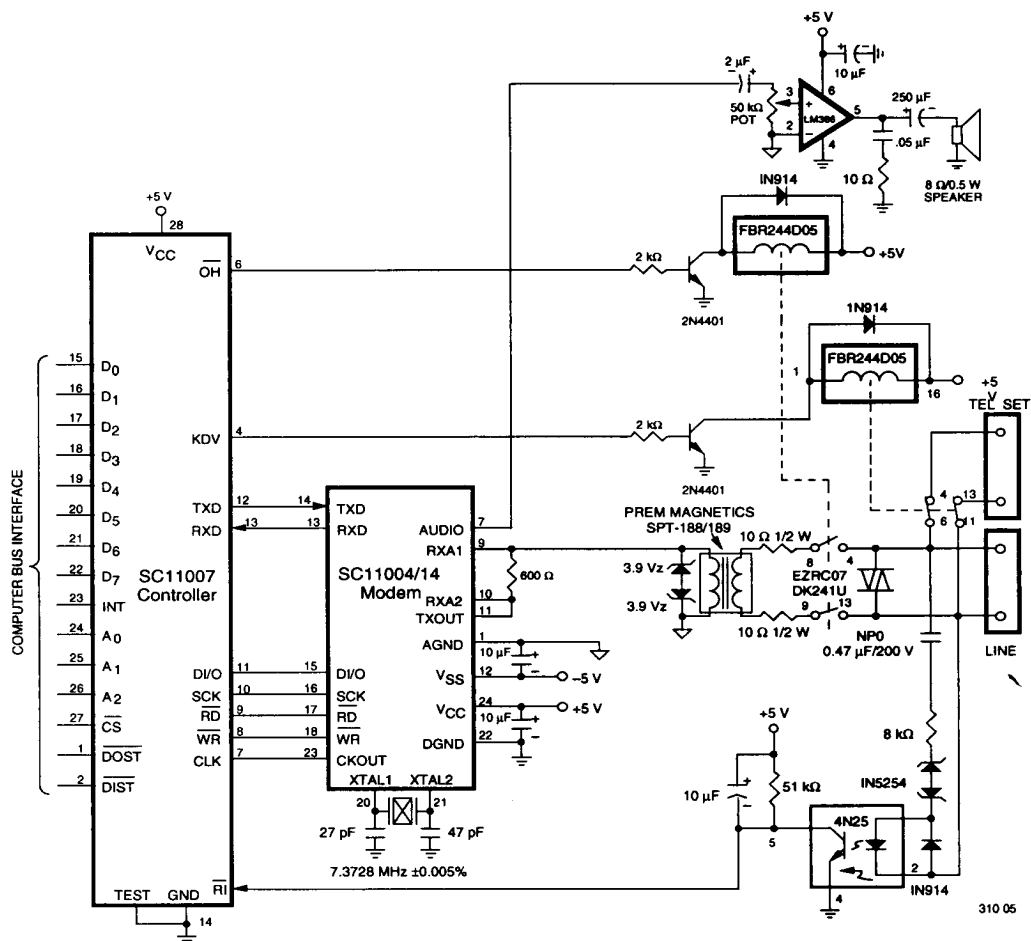 +5 V
2 µF
10 µF
50 kΩ
POT
3
2
6
LM386
5
4
250 µF
.05 µF
10 Ω
8 Ω/0.5 W
SPEAKER
IN914
FBR244D05
+5V
2 kΩ
2N4401
1N914
FBR244D05
1
16
+5
V
TEL SET
2 kΩ
2N4401
4
6
13
11
LINE
+5 V
28
VCC
OH
6
KDV
4
TXD
12
RXD
13
DI/O
11
SCK
10
RD
9
WR
8
CLK
7
RI
SC11007
Controller
COMPUTER BUS INTERFACE
15 D0
16 D1
17 D2
18 D3
19 D4
20 D5
21 D6
22 D7
23 INT
24 A0
25 A1
26 A2
27 CS
1 DOST
2 DIST
TEST GND
14
14 TXD
13 RXD
SC11004/14
Modem
15 DI/O
16 SCK
17 RD
18 WR
23 CKOUT
XTAL1 XTAL2
20 21
27 pF 47 pF
7.3728 MHz ±0.005%
AUDIO 7
RXA1 9
600 Ω
RXA2 10
TXOUT 11
AGND 1
10 µF
VSS 12
–5 V
VCC 24
+5 V
10 µF
DGND 22
PREM MAGNETICS
SPT-188/189
3.9 Vz
3.9 Vz
10 Ω 1/2 W
8 4
EZRC07
DK241U
9 13
10 Ω 1/2 W
NP0
0.47 µF/200 V
8 kΩ
IN5254
+5 V
10 µF
51 kΩ
5
4N25
2
4
IN914
310 05